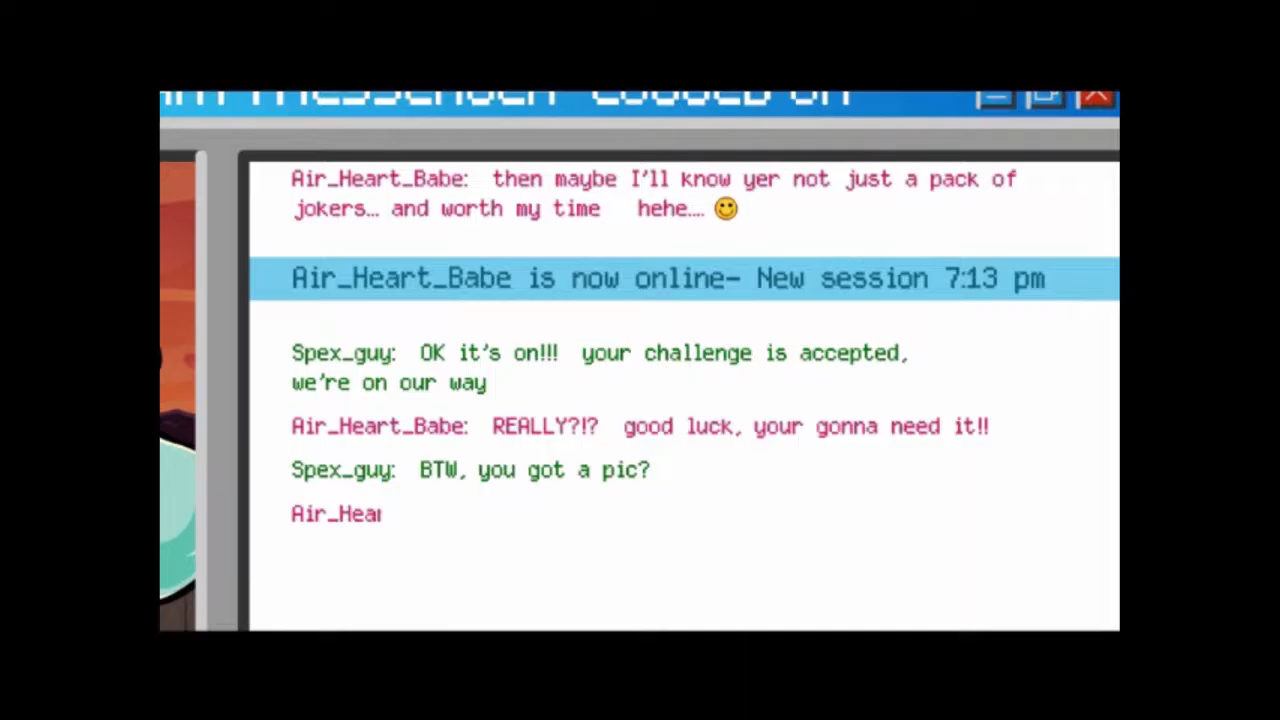 Air_Heart_Babe: then maybe I'll know yer not just a pack of
jokers... and worth my time hehe....
Air_Heart_Babe is now online- New session 7:13 pm
Spex_guy: OK it's on!!! your challenge is accepted,
we're on our way
Air_Heart_Babe: REALLY?!? good luck, your gonna need it!!
Spex_guy: BTW, you got a pic?
Air_Hear